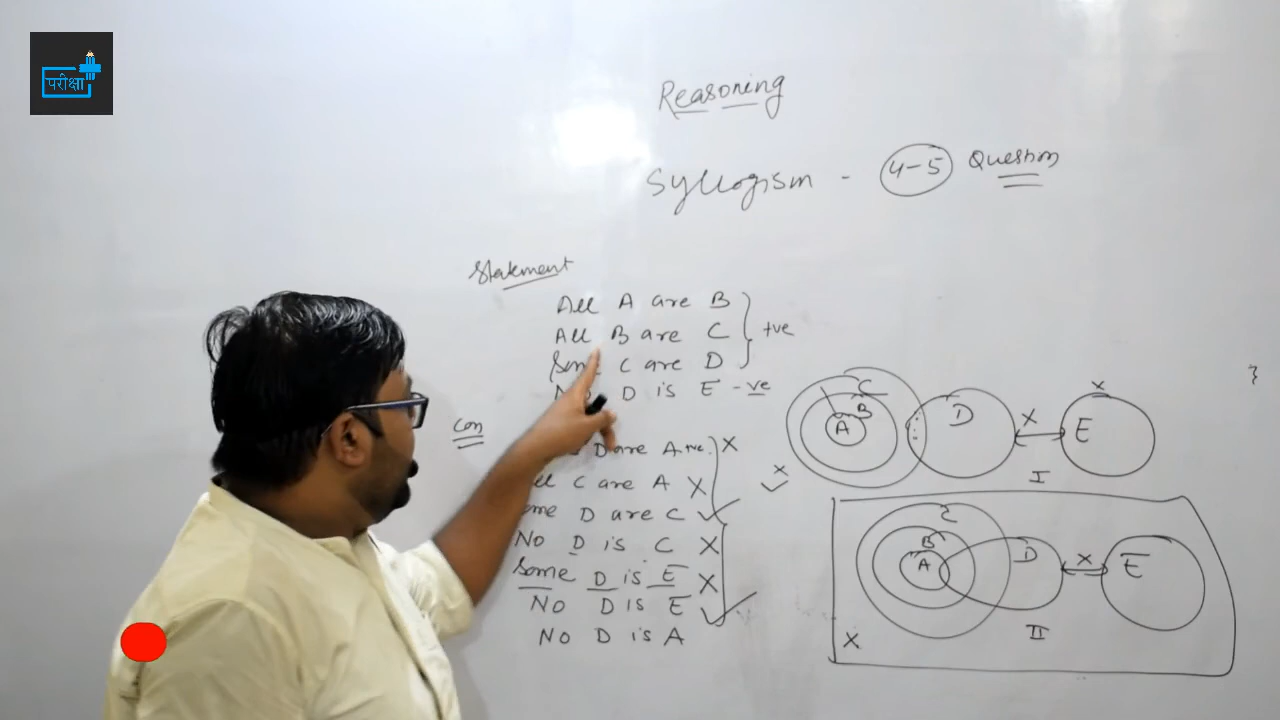 परीक्षा
Reasoning
Syllogism - 4-5 Question
Statement
All A are B
All B are C
+ve
C are D
D is E -ve
Con
D are A +ve. X
C are A X
D are C ✓
No D is C X
Some D is E X
No D is E ✓
No D is A
X ✓
}
C
B
A
D
X
E
X
I
C
B
A
D
X
E
II
X